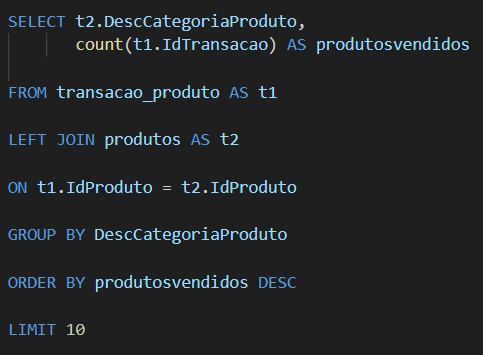 SELECT t2.DescCategoriaProduto,
count(t1.IdTransacao) AS produtosvendidos
FROM transacao_produto AS t1
LEFT JOIN produtos AS t2
ON t1.IdProduto = t2.IdProduto
GROUP BY DescCategoriaProduto
ORDER BY produtosvendidos DESC
LIMIT 10